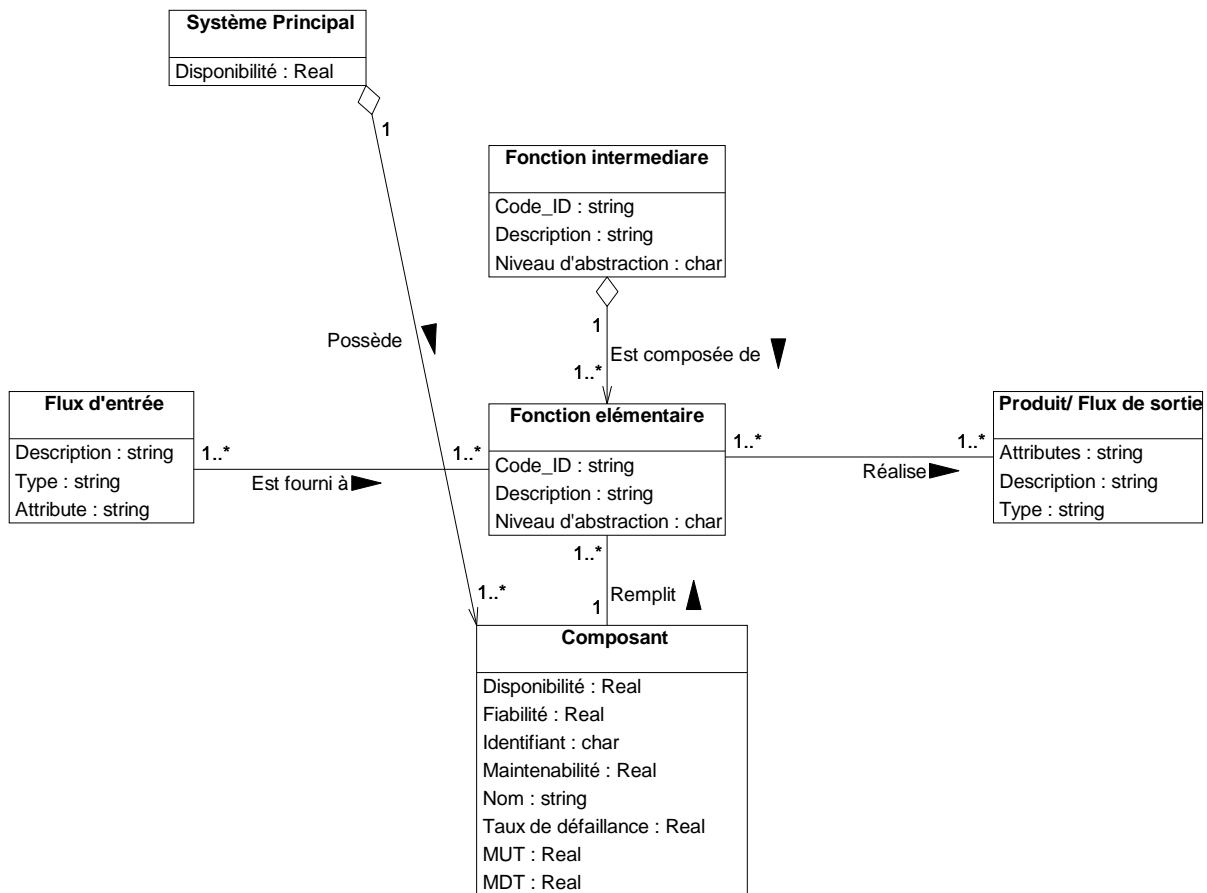 Système Principal
Disponibilité : Real
1
Fonction intermediare
Code_ID : string
Description : string
Niveau d'abstraction : char
1
Possède
Est composée de
1..*
Flux d'entrée
Description : string
Type : string
Attribute : string
1..*
Est fourni à
1..*
Fonction elémentaire
Code_ID : string
Description : string
Niveau d'abstraction : char
1..*
Réalise
1..*
Produit/ Flux de sortie
Attributes : string
Description : string
Type : string
1..*
Remplit
1
1..*
Composant
Disponibilité : Real
Fiabilité : Real
Identifiant : char
Maintenabilité : Real
Nom : string
Taux de défaillance : Real
MUT : Real
MDT : Real